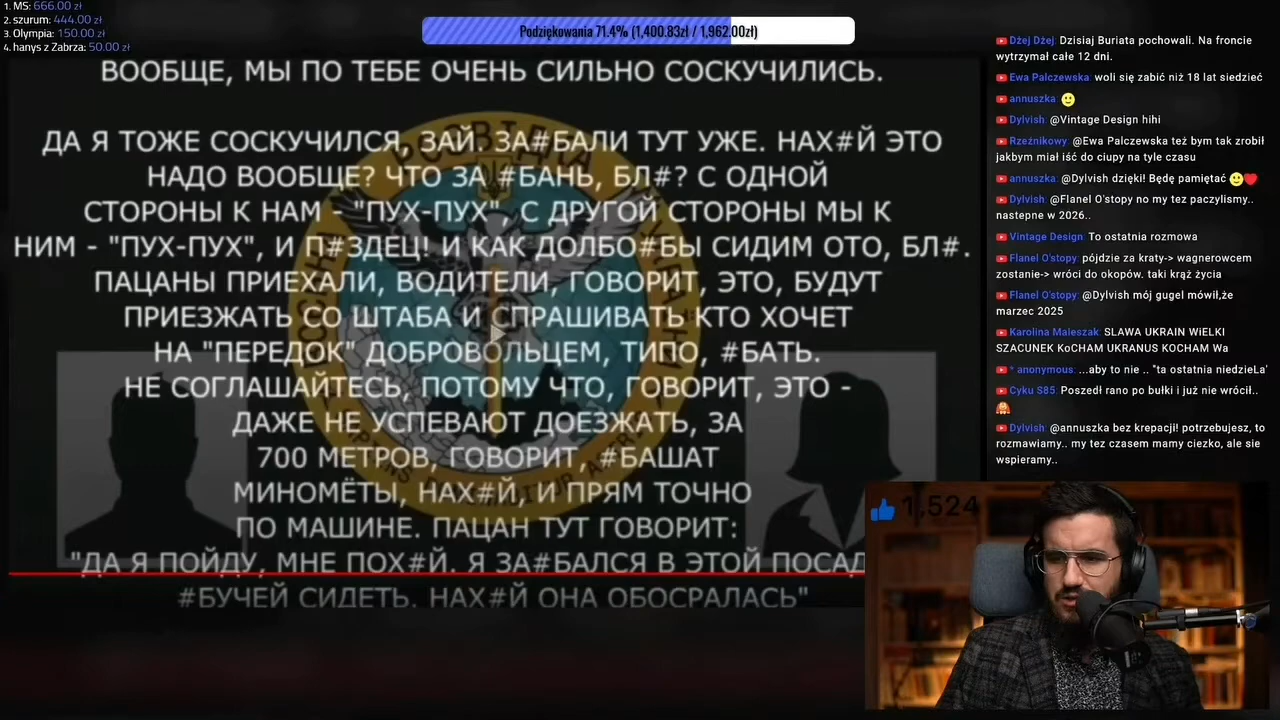 1. MS: 666.00 zł
2. szurum: 444.00 zł
3. Olympia: 150.00 zł
4. hanys z Zabrza: 50.00 zł
Podziękowania 71.4% (1,400.83zł / 1,962.00zł)
ВООБЩЕ, МЫ ПО ТЕБЕ ОЧЕНЬ СИЛЬНО СОСКУЧИЛИСЬ.
ДА Я ТОЖЕ СОСКУЧИЛСЯ, ЗАЙ. ЗА#БАЛИ ТУТ УЖЕ. НАХ#Й ЭТО
НАДО ВООБЩЕ? ЧТО ЗА #БАНЬ, БЛ#? С ОДНОЙ
СТОРОНЫ К НАМ - "ПУХ-ПУХ", С ДРУГОЙ СТОРОНЫ МЫ К
НИМ - "ПУХ-ПУХ", И П#ЗДЕЦ! И КАК ДОЛБО#БЫ СИДИМ ОТО, БЛ#.
ПАЦАНЫ ПРИЕХАЛИ, ВОДИТЕЛИ, ГОВОРИТ, ЭТО, БУДУТ
ПРИЕЗЖАТЬ СО ШТАБА И СПРАШИВАТЬ КТО ХОЧЕТ
НА "ПЕРЕДОК" ДОБРОВОЛЬЦЕМ, ТИПО, #БАТЬ.
НЕ СОГЛАШАЙТЕСЬ, ПОТОМУ ЧТО, ГОВОРИТ, ЭТО -
ДАЖЕ НЕ УСПЕВАЮТ ДОЕЗЖАТЬ, ЗА
700 МЕТРОВ, ГОВОРИТ, #БАШАТ
МИНОМЁТЫ, НАХ#Й, И ПРЯМ ТОЧНО
ПО МАШИНЕ. ПАЦАН ТУТ ГОВОРИТ:
"ДА Я ПОЙДУ, МНЕ ПОХ#Й. Я ЗА#БАЛСЯ В ЭТОЙ ПОСАД
#БУЧЕЙ СИДЕТЬ. НАХ#Й ОНА ОБОСРАЛАСЬ"
Dżej Dżej: Dzisiaj Buriata pochowali. Na froncie
wytrzymał całe 12 dni.
Ewa Palczewska: woli się zabić niż 18 lat siedzieć
annuszka: 🙂
Dylvish: @Vintage Design hihi
Rzeźnikowy: @Ewa Palczewska też bym tak zrobił
jakbym miał iść do ciupy na tyle czasu
annuszka: @Dylvish dzięki! Będę pamiętać 🙂❤️
Dylvish: @Flanel O'stopy no my tez paczylismy..
nastepne w 2026..
Vintage Design: To ostatnia rozmowa
Flanel O'stopy: pójdzie za kraty-> wagnerowcem
zostanie-> wróci do okopów. taki krąż życia
Flanel O'stopy: @Dylvish mój gugel mówił,że
marzec 2025
Karolina Maleszak: SLAWA UKRAIN WiELKI
SZACUNEK KoCHAM UKRANUS KOCHAM Wa
* anonymous: ...aby to nie .. "ta ostatnia niedzieLa'
Cyku S85: Poszedł rano po bułki i już nie wrócił..
Dylvish: @annuszka bez krepacji! potrzebujesz, to
rozmawiamy.. my tez czasem mamy ciezko, ale sie
wspieramy..
1,524